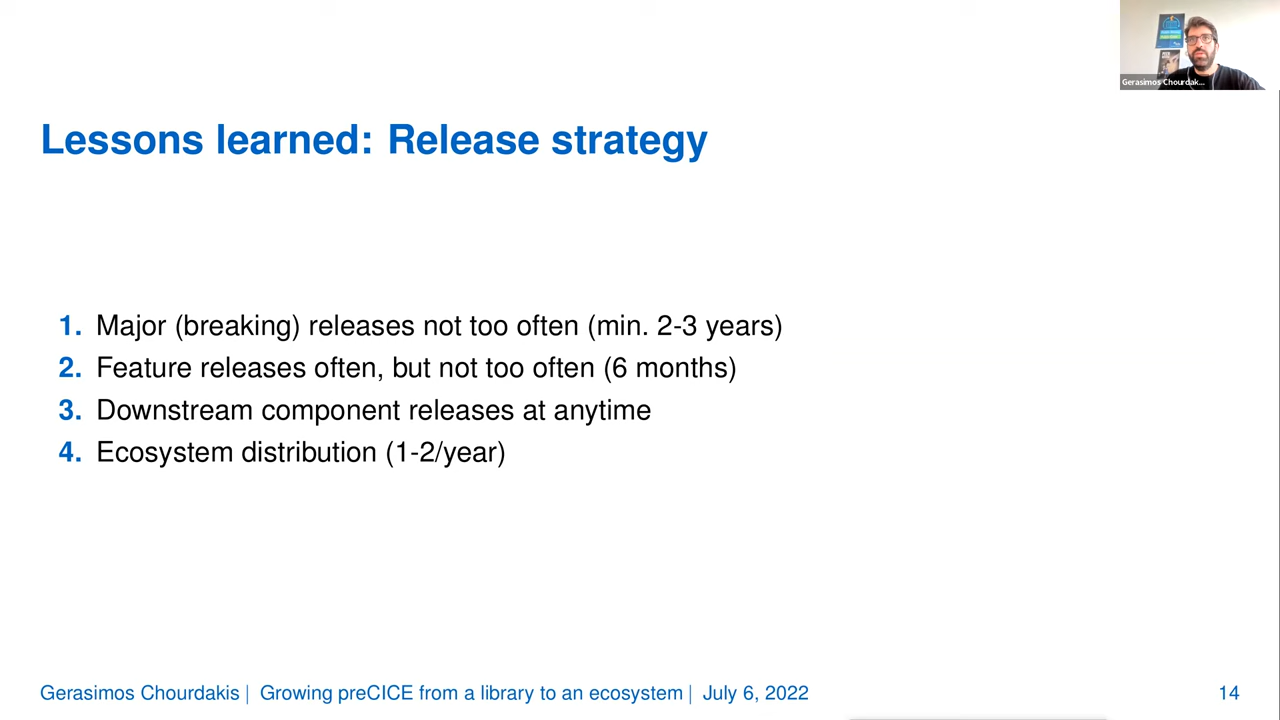 Gerasimos Chourdak...
Lessons learned: Release strategy
1. Major (breaking) releases not too often (min. 2-3 years)
2. Feature releases often, but not too often (6 months)
3. Downstream component releases at anytime
4. Ecosystem distribution (1-2/year)
Gerasimos Chourdakis | Growing preCICE from a library to an ecosystem | July 6, 2022
14